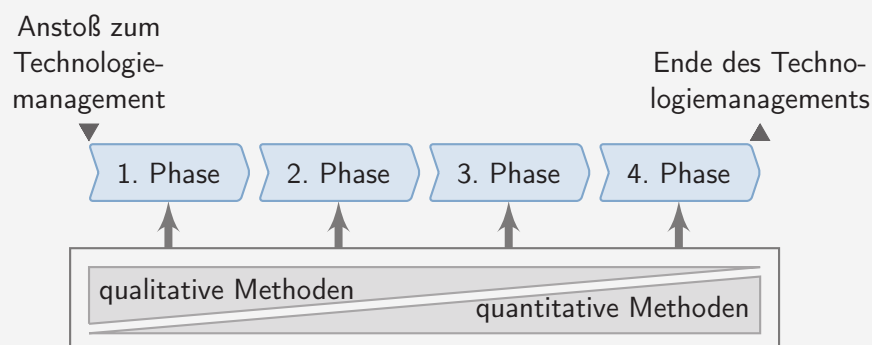 Anstoß zum
Technologie-
management
Ende des Techno-
logiemanagements
1. Phase
2. Phase
3. Phase
4. Phase
qualitative Methoden
quantitative Methoden